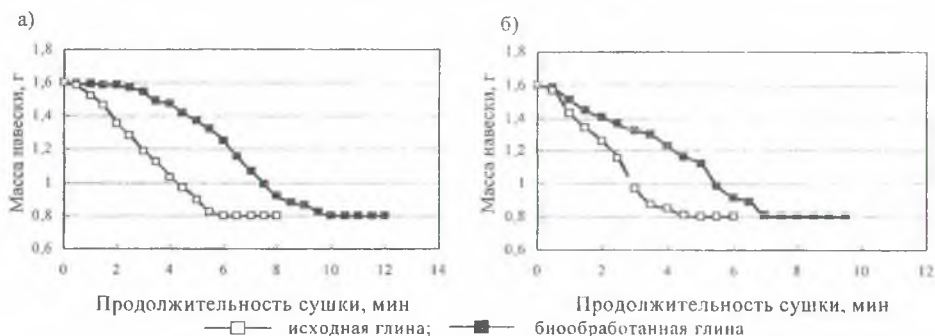 а)
б)
Масса навески, г
1,8
1,6
1,4
1,2
1
0,8
0,6
0 2 4 6 8 10 12 14
Продолжительность сушки, мин
Масса навески, г
1,8
1,6
1,4
1,2
1
0,8
0,6
0 2 4 6 8 10 12
Продолжительность сушки, мин
исходная глина; биообработанная глина